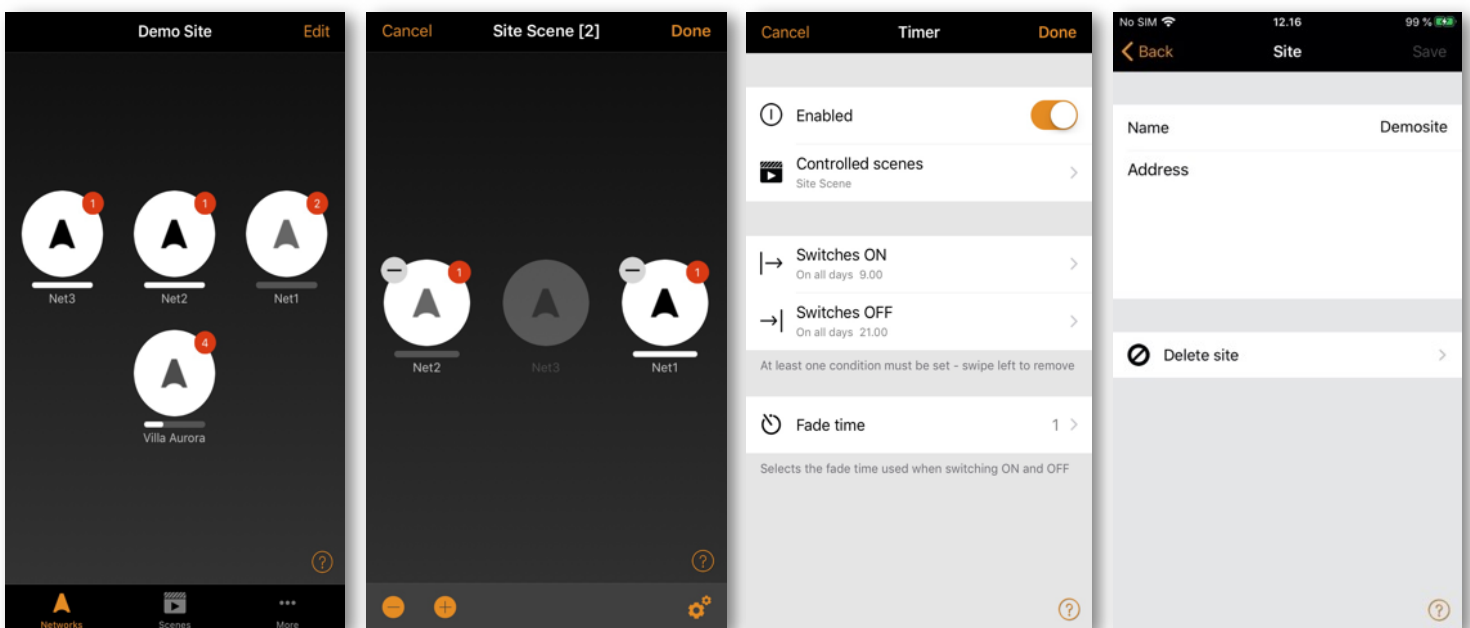 Demo Site
Edit
1
1
2
Net3
Net2
Net1
4
Villa Aurora
?
Networks
Scenes
More
Cancel
Site Scene [2]
Done
1
1
Net2
Net3
Net1
?
Cancel
Timer
Done
Enabled
Controlled scenes
Site Scene
Switches ON
On all days 9.00
Switches OFF
On all days 21.00
At least one condition must be set - swipe left to remove
Fade time
1
Selects the fade time used when switching ON and OFF
?
No SIM
12.16
99 %
Back
Site
Save
Name
Demosite
Address
Delete site
?